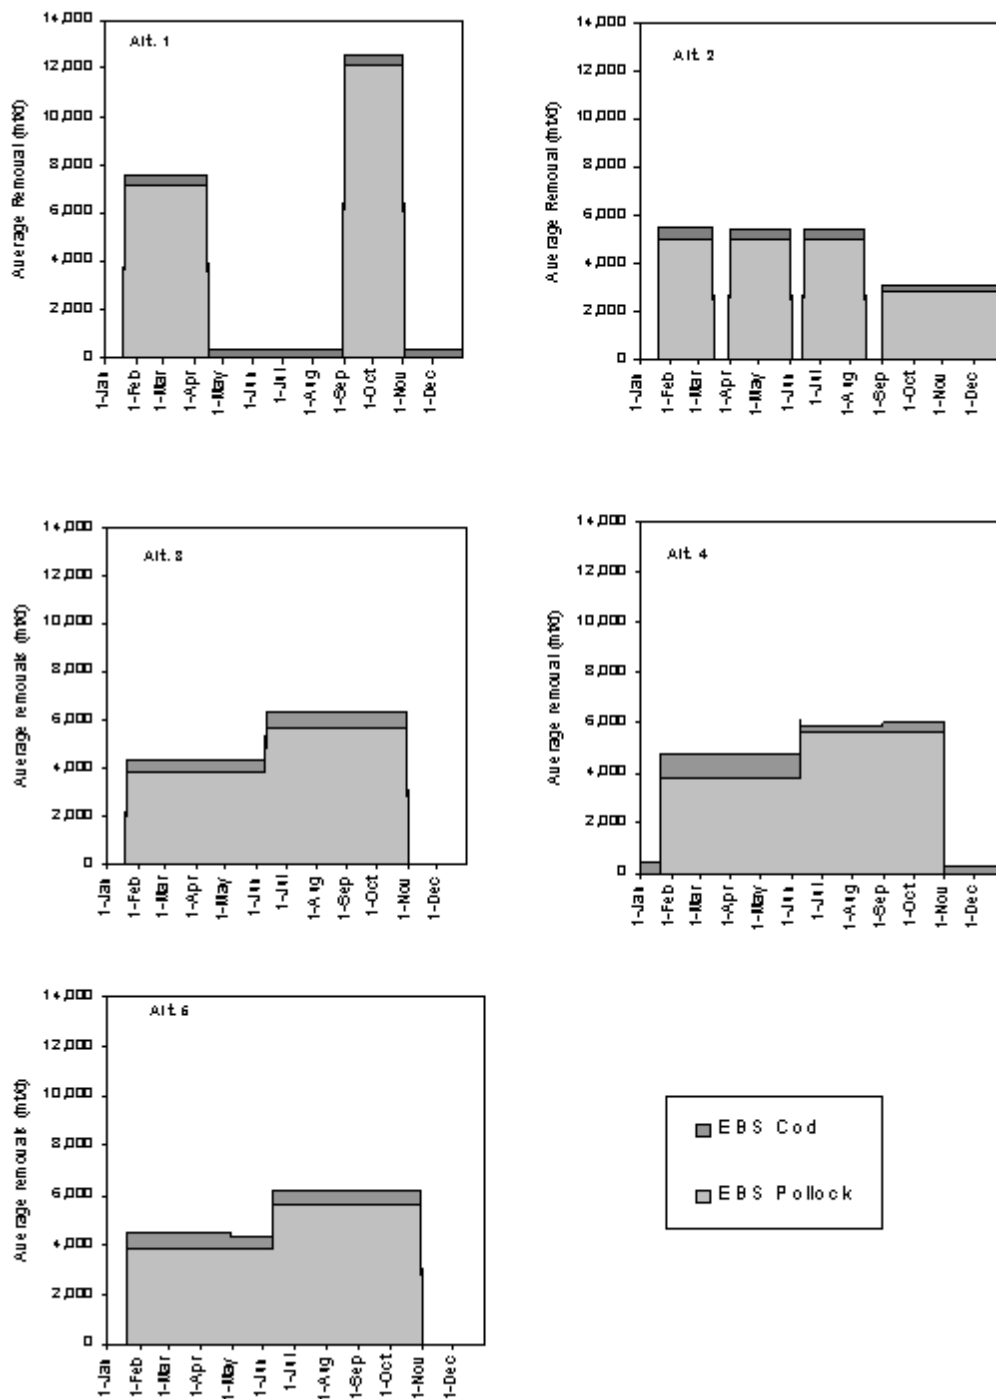 Alt. 1
Average Removal (mt/d)
14,000
12,000
10,000
8,000
6,000
4,000
2,000
0
1-Jan
1-Feb
1-Mar
1-Apr
1-May
1-Jun
1-Jul
1-Aug
1-Sep
1-Oct
1-Nov
1-Dec
Alt. 2
Average Removal (mt/d)
14,000
12,000
10,000
8,000
6,000
4,000
2,000
0
1-Jan
1-Feb
1-Mar
1-Apr
1-May
1-Jun
1-Jul
1-Aug
1-Sep
1-Oct
1-Nov
1-Dec
Alt. 3
Average removals (mt/d)
14,000
12,000
10,000
8,000
6,000
4,000
2,000
0
1-Jan
1-Feb
1-Mar
1-Apr
1-May
1-Jun
1-Jul
1-Aug
1-Sep
1-Oct
1-Nov
1-Dec
Alt. 4
Average removal (mt/d)
14,000
12,000
10,000
8,000
6,000
4,000
2,000
0
1-Jan
1-Feb
1-Mar
1-Apr
1-May
1-Jun
1-Jul
1-Aug
1-Sep
1-Oct
1-Nov
1-Dec
Alt.
Average removals (mt/d)
14,000
12,000
10,000
8,000
6,000
4,000
2,000
0
1-Jan
1-Feb
1-Mar
1-Apr
1-May
1-Jun
1-Jul
1-Aug
1-Sep
1-Oct
1-Nov
1-Dec
EBS Cod
EBS Pollock